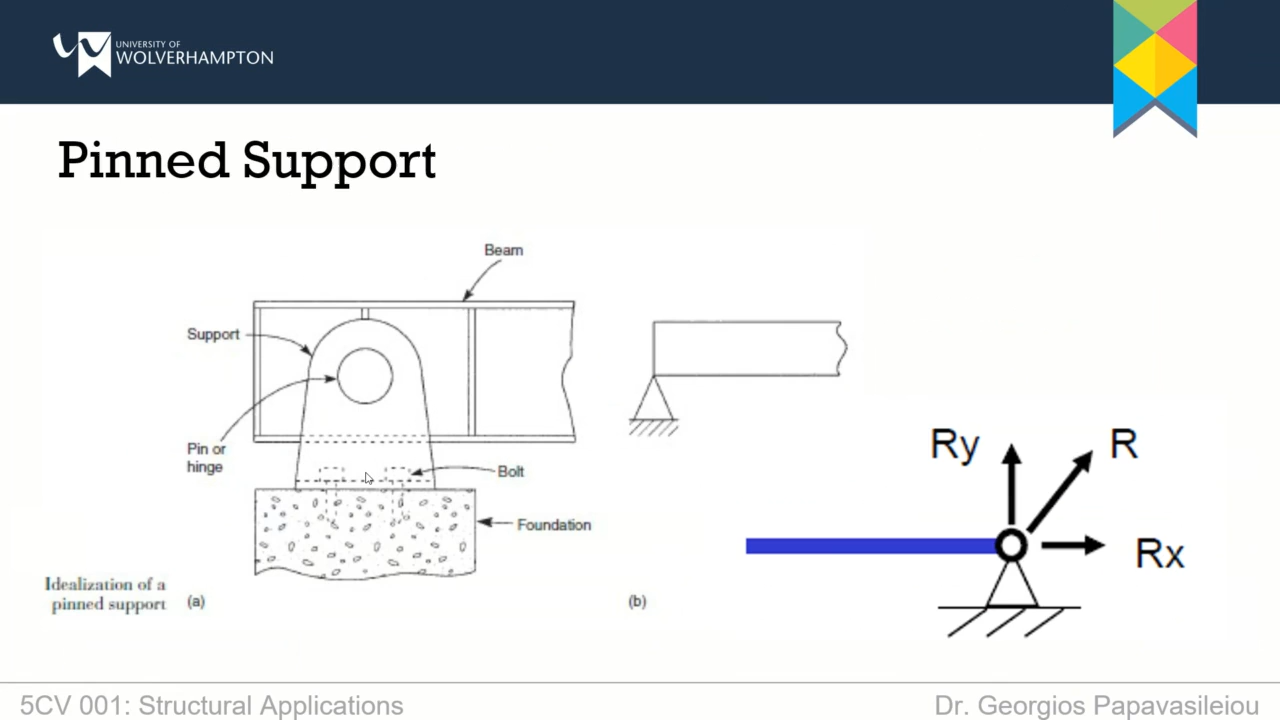 UNIVERSITY OF
WOLVERHAMPTON
Pinned Support
Beam
Support
Pin or
hinge
Bolt
Foundation
Idealization of a
pinned support
(a)
(b)
Ry
R
Rx
5CV 001: Structural Applications
Dr. Georgios Papavasileiou